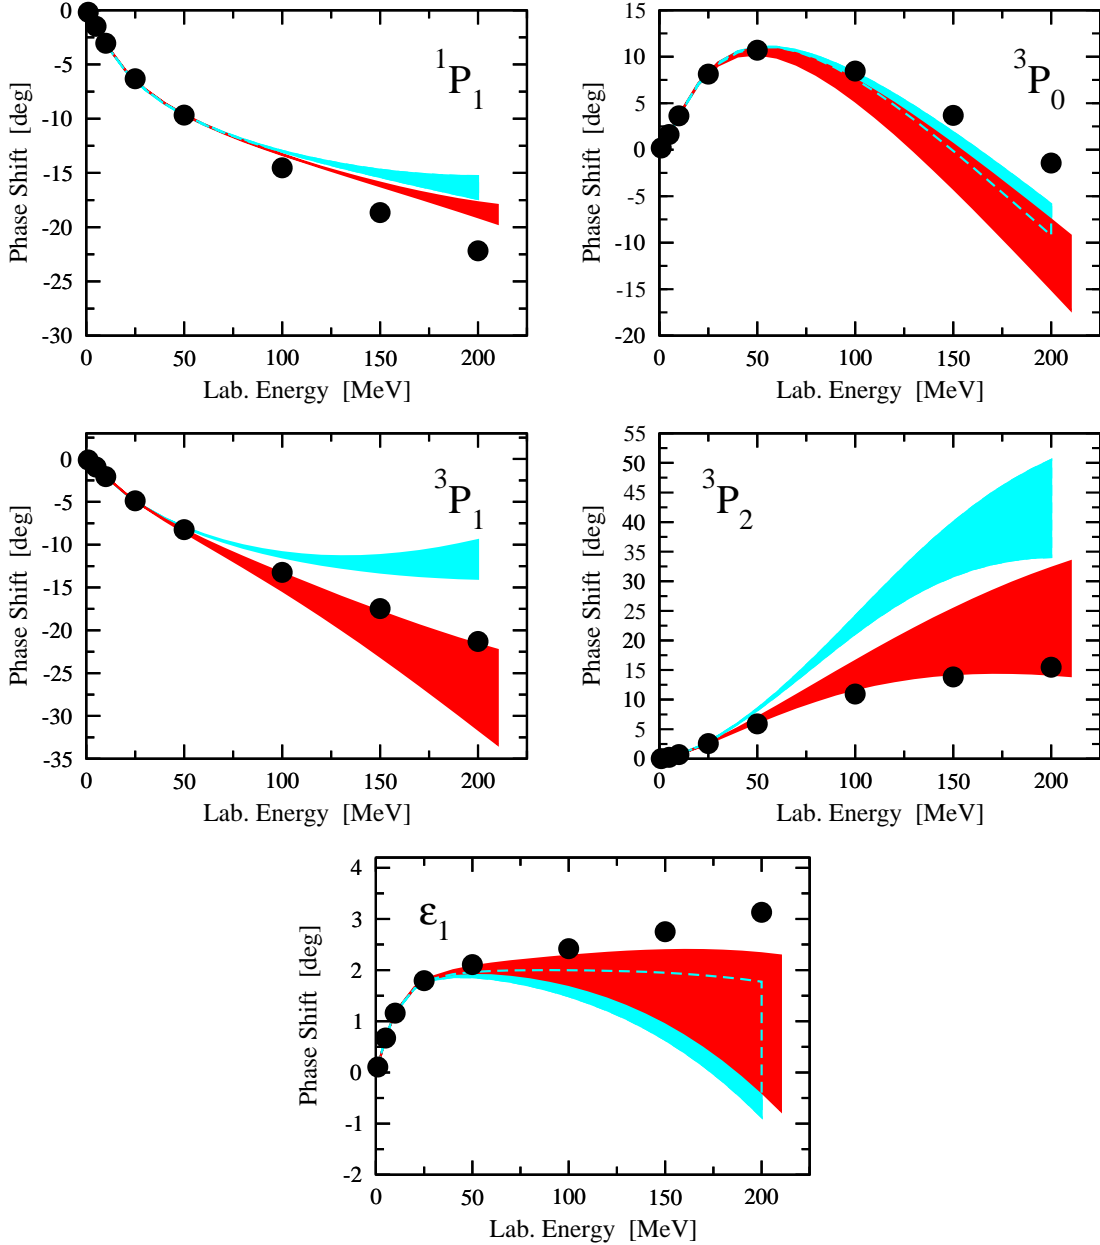 0
-5
-10
-15
-20
-25
-30
Phase Shift [deg]
¹P₁
0 50 100 150 200
Lab. Energy [MeV]
15
10
5
0
-5
-10
-15
-20
Phase Shift [deg]
³P₀
0 50 100 150 200
Lab. Energy [MeV]
0
-5
-10
-15
-20
-25
-30
-35
Phase Shift [deg]
³P₁
0 50 100 150 200
Lab. Energy [MeV]
55
50
45
40
35
30
25
20
15
10
5
0
Phase Shift [deg]
³P₂
0 50 100 150 200
Lab. Energy [MeV]
4
3
2
1
0
-1
-2
Phase Shift [deg]
ε₁
0 50 100 150 200
Lab. Energy [MeV]